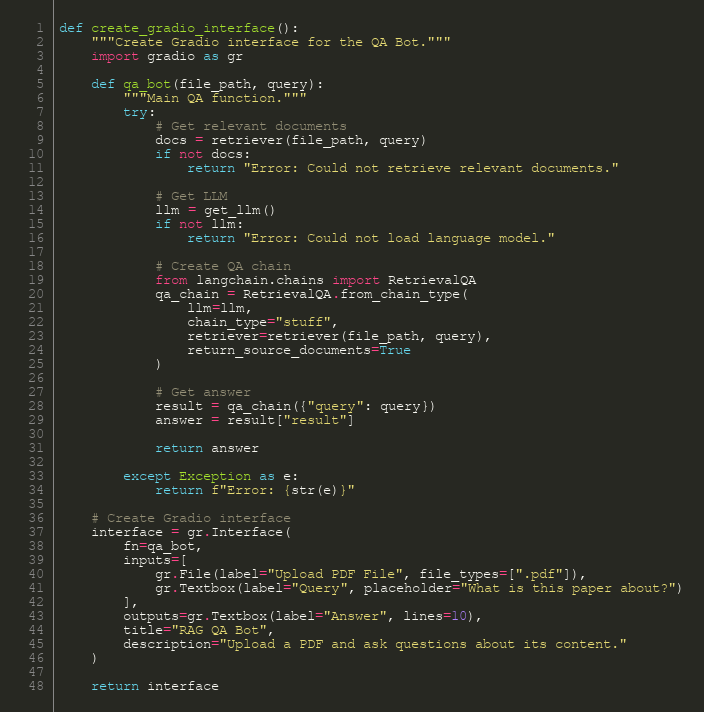 1 def create_gradio_interface():
2     """Create Gradio interface for the QA Bot."""
3     import gradio as gr
4
5     def qa_bot(file_path, query):
6         """Main QA function."""
7         try:
8             # Get relevant documents
9             docs = retriever(file_path, query)
10             if not docs:
11                 return "Error: Could not retrieve relevant documents."
12
13             # Get LLM
14             llm = get_llm()
15             if not llm:
16                 return "Error: Could not load language model."
17
18             # Create QA chain
19             from langchain.chains import RetrievalQA
20             qa_chain = RetrievalQA.from_chain_type(
21                 llm=llm,
22                 chain_type="stuff",
23                 retriever=retriever(file_path, query),
24                 return_source_documents=True
25             )
26
27             # Get answer
28             result = qa_chain({"query": query})
29             answer = result["result"]
30
31             return answer
32
33         except Exception as e:
34             return f"Error: {str(e)}"
35
36     # Create Gradio interface
37     interface = gr.Interface(
38         fn=qa_bot,
39         inputs=[
40             gr.File(label="Upload PDF File", file_types=[".pdf"]),
41             gr.Textbox(label="Query", placeholder="What is this paper about?")
42         ],
43         outputs=gr.Textbox(label="Answer", lines=10),
44         title="RAG QA Bot",
45         description="Upload a PDF and ask questions about its content."
46     )
47
48     return interface